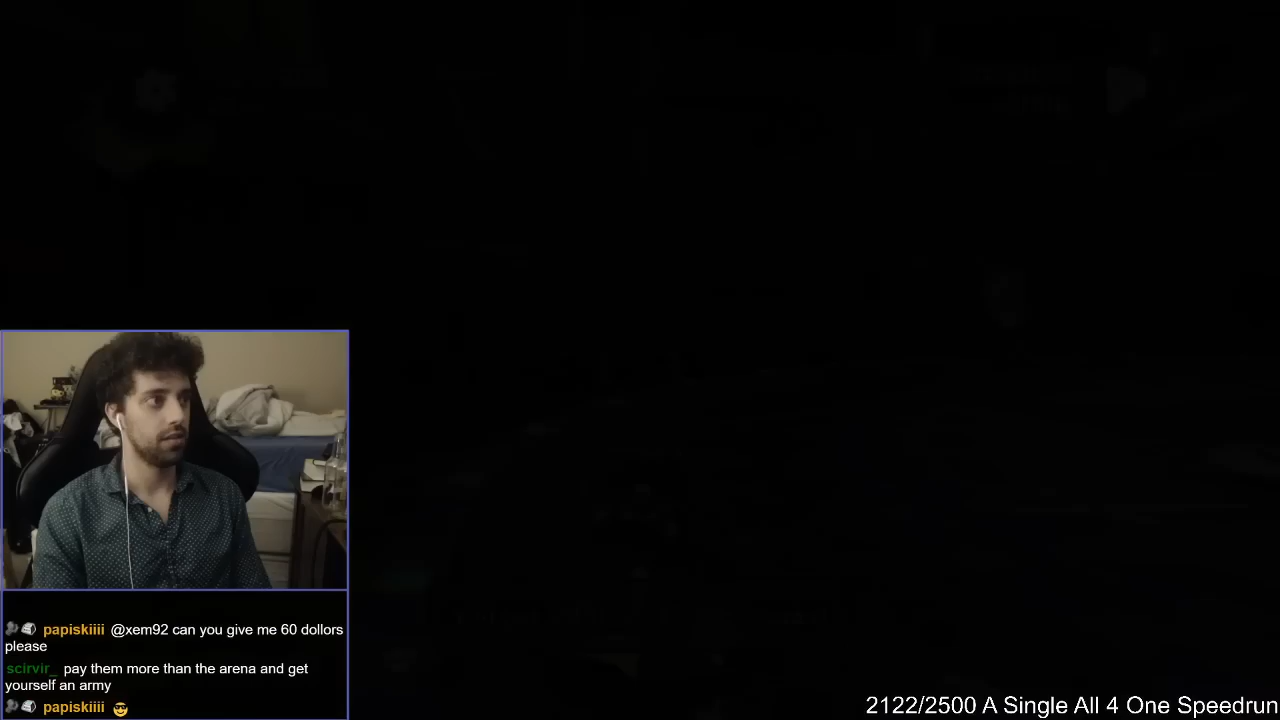 papiskiiii @xem92 can you give me 60 dollors
please
scirvir_ pay them more than the arena and get
yourself an army
papiskiiii
2122/2500 A Single All 4 One Speedrun